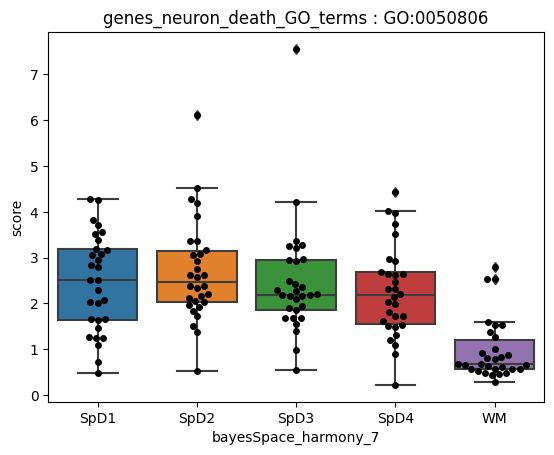 genes_neuron_death_GO_terms : GO:0050806
score
7
6
5
4
3
2
1
0
SpD1 SpD2 SpD3 SpD4 WM
bayesSpace_harmony_7